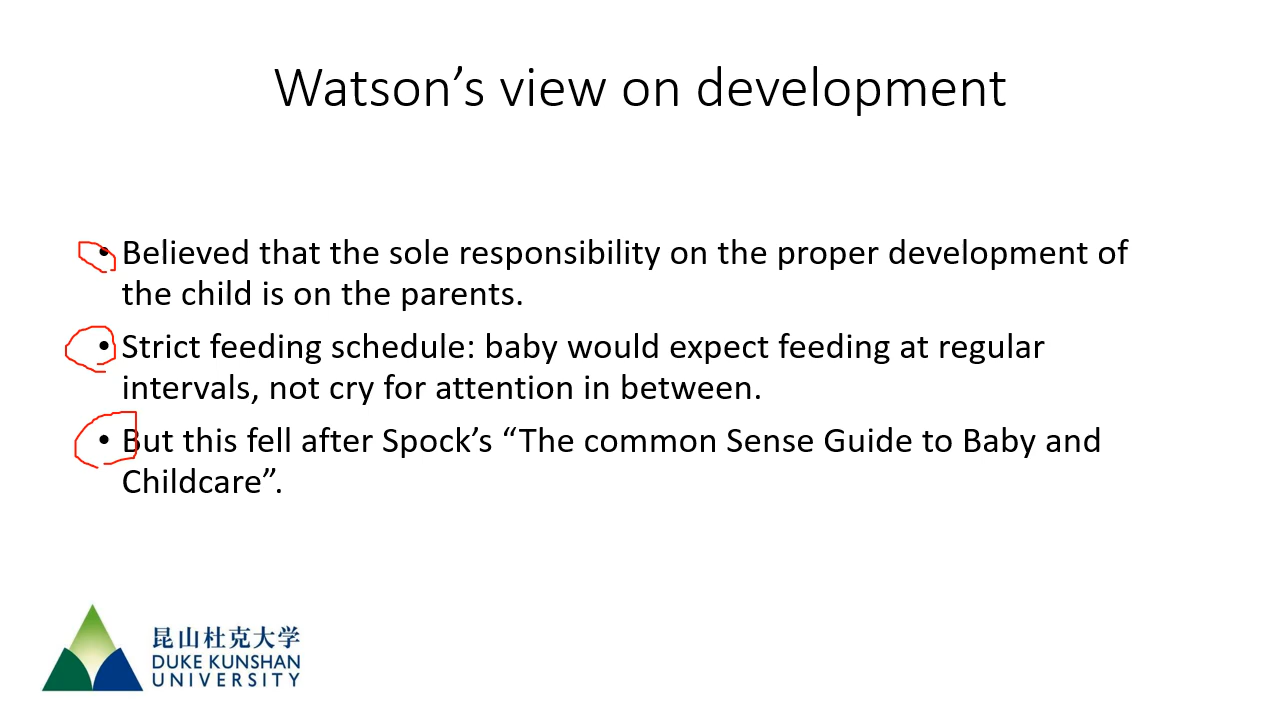 Watson’s view on development
• Believed that the sole responsibility on the proper development of
the child is on the parents.
• Strict feeding schedule: baby would expect feeding at regular
intervals, not cry for attention in between.
• But this fell after Spock’s “The common Sense Guide to Baby and
Childcare”.
昆山杜克大学
DUKE KUNSHAN
UNIVERSITY